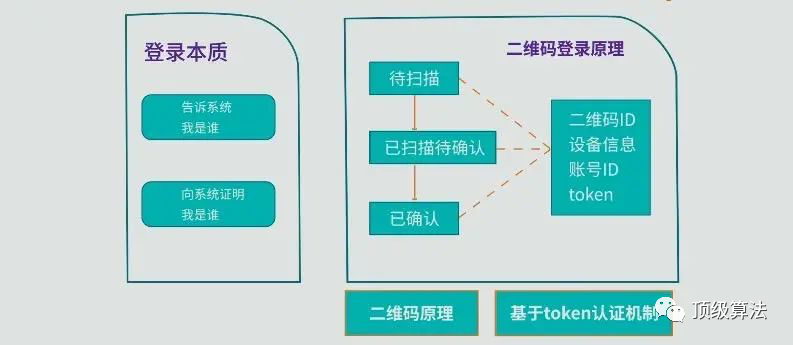 登录本质
告诉系统
我是谁
向系统证明
我是谁
二维码登录原理
待扫描
已扫描待确认
已确认
二维码ID
设备信息
账号ID
token
二维码原理
基于token认证机制
顶级算法